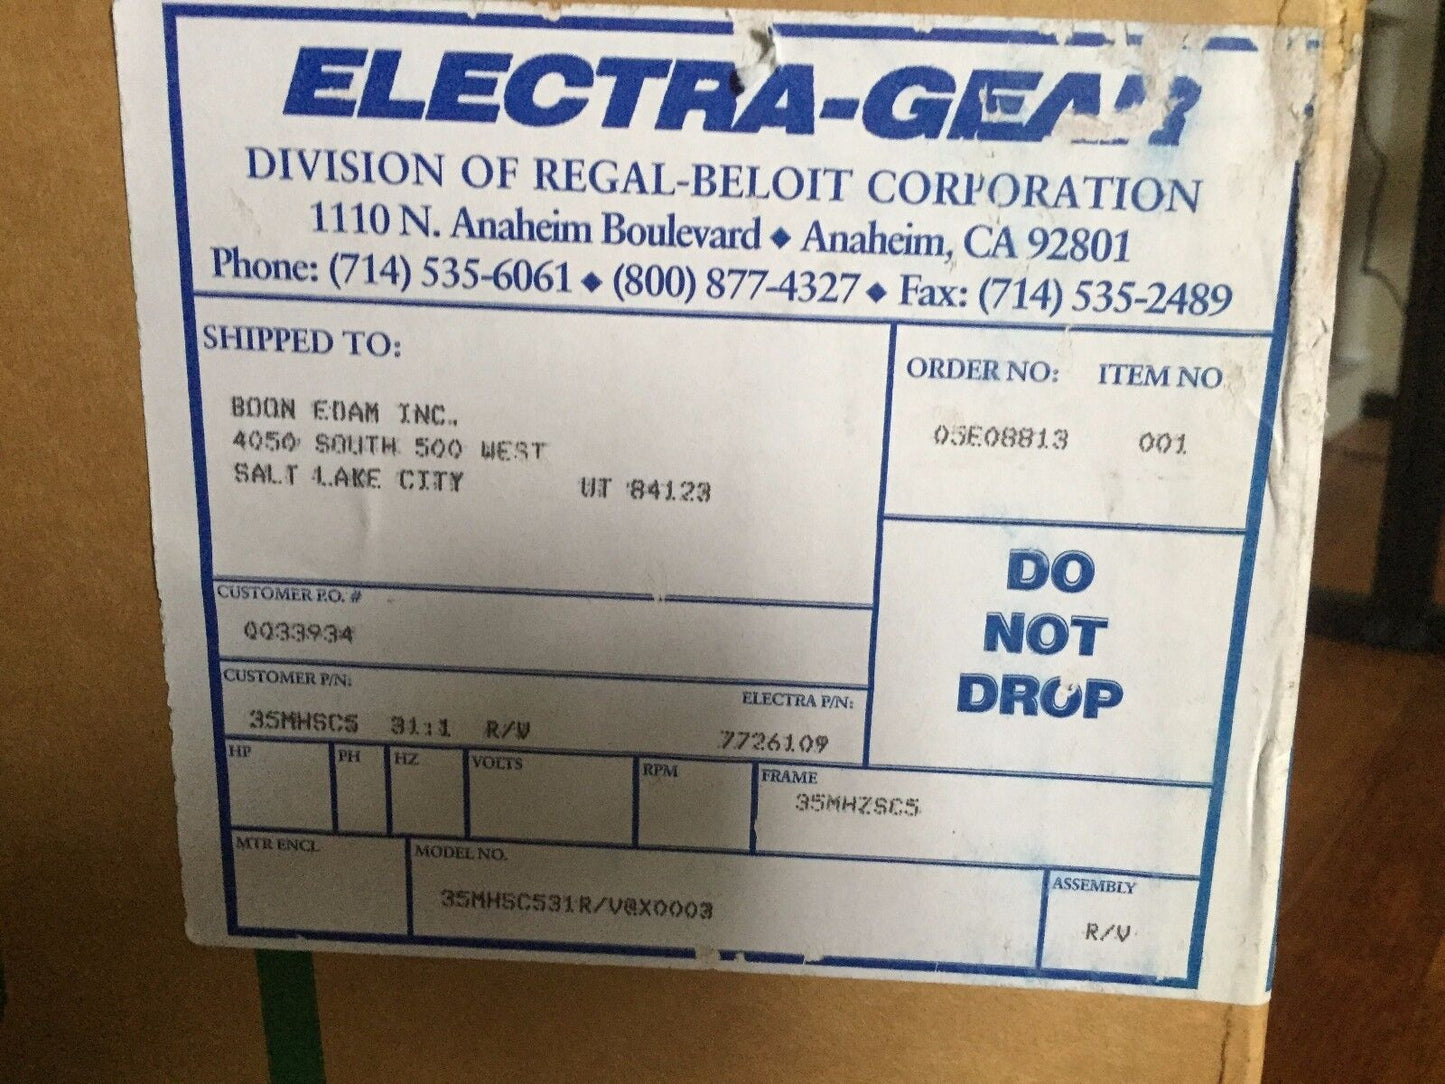 ELECTRA-GEAR
DIVISION OF REGAL-BELOIT CORPORATION
1110 N. Anaheim Boulevard ◆ Anaheim, CA 92801
Phone: (714) 535-6061 ◆ (800) 877-4327 ◆ Fax: (714) 535-2489
SHIPPED TO:
BOON EDAM INC.,
4050 SOUTH 500 WEST
SALT LAKE CITY UT 84123
ORDER NO: ITEM NO
05E08813 001
DO
NOT
DROP
CUSTOMER P.O. #
0033934
CUSTOMER P/N: ELECTRA P/N:
35MHSC5 31:1 R/V 7726109
HP PH HZ VOLTS RPM FRAME
35MHZSC5
MTR ENCL MODEL NO. ASSEMBLY
35MHSC531R/V@X0003 R/V